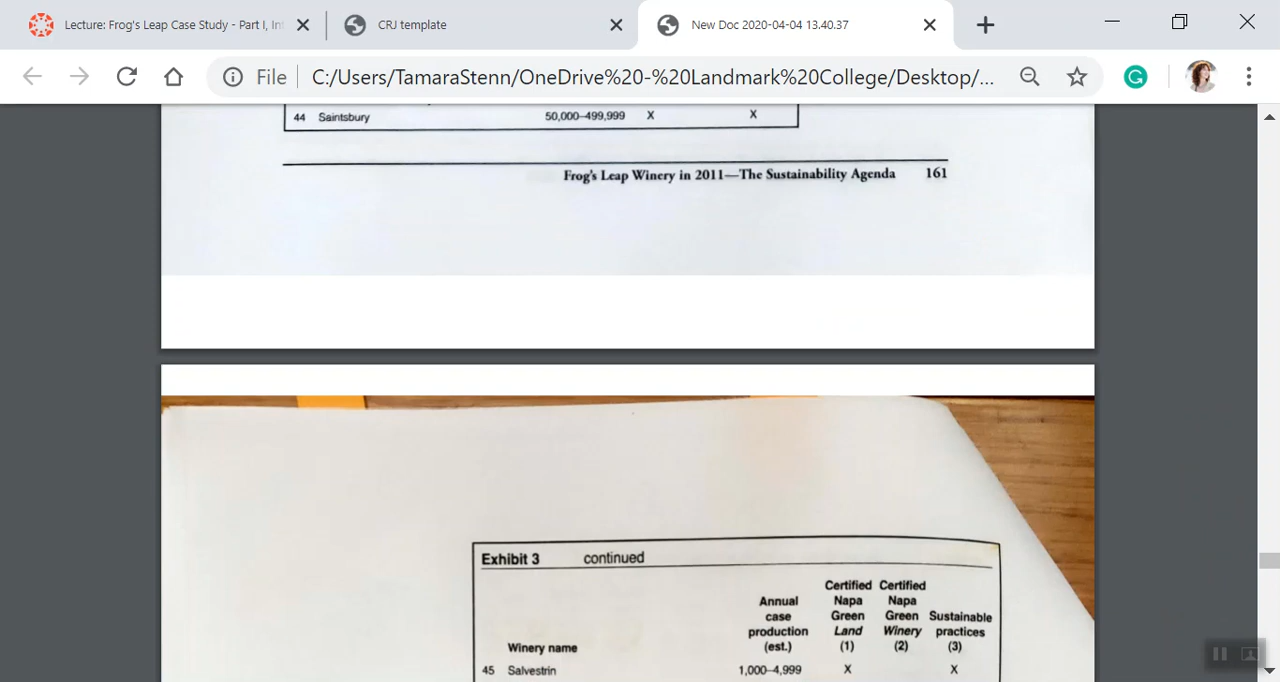 Lecture: Frog's Leap Case Study - Part I, In
CRJ template
New Doc 2020-04-04 13.40.37
File C:/Users/TamaraStenn/OneDrive%20-%20Landmark%20College/Desktop/...
44 Saintsbury 50,000–499,999 X X
Frog's Leap Winery in 2011—The Sustainability Agenda 161
Exhibit 3 continued
Certified Certified
Annual Napa Napa
case Green Green Sustainable
production Land Winery practices
Winery name (est.) (1) (2) (3)
45 Salvestrin 1,000–4,999 X X